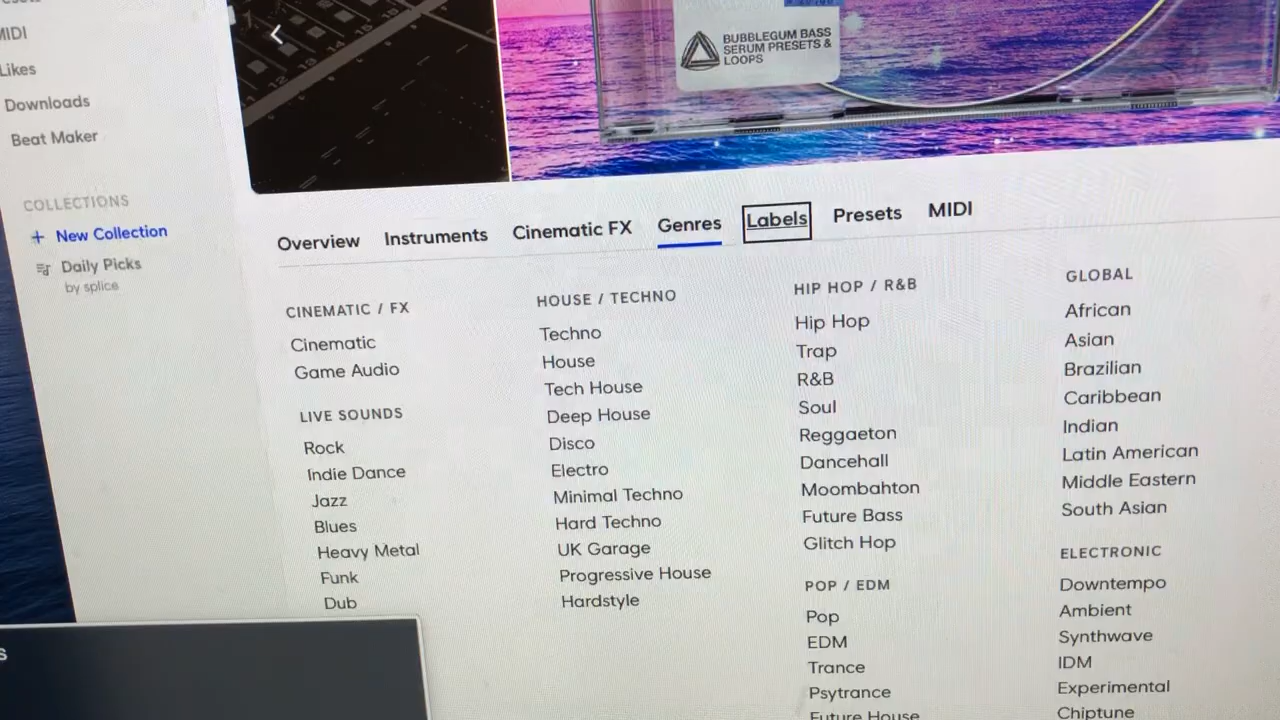 MIDI
Likes
Downloads
Beat Maker
COLLECTIONS
+ New Collection
Daily Picks
by splice
BUBBLEGUM BASS
SERUM PRESETS &
LOOPS
Overview
Instruments
Cinematic FX
Genres
Labels
Presets
MIDI
CINEMATIC / FX
Cinematic
Game Audio
LIVE SOUNDS
Rock
Indie Dance
Jazz
Blues
Heavy Metal
Funk
Dub
HOUSE / TECHNO
Techno
House
Tech House
Deep House
Disco
Electro
Minimal Techno
Hard Techno
UK Garage
Progressive House
Hardstyle
HIP HOP / R&B
Hip Hop
Trap
R&B
Soul
Reggaeton
Dancehall
Moombahton
Future Bass
Glitch Hop
POP / EDM
Pop
EDM
Trance
Psytrance
Future House
GLOBAL
African
Asian
Brazilian
Caribbean
Indian
Latin American
Middle Eastern
South Asian
ELECTRONIC
Downtempo
Ambient
Synthwave
IDM
Experimental
Chiptune